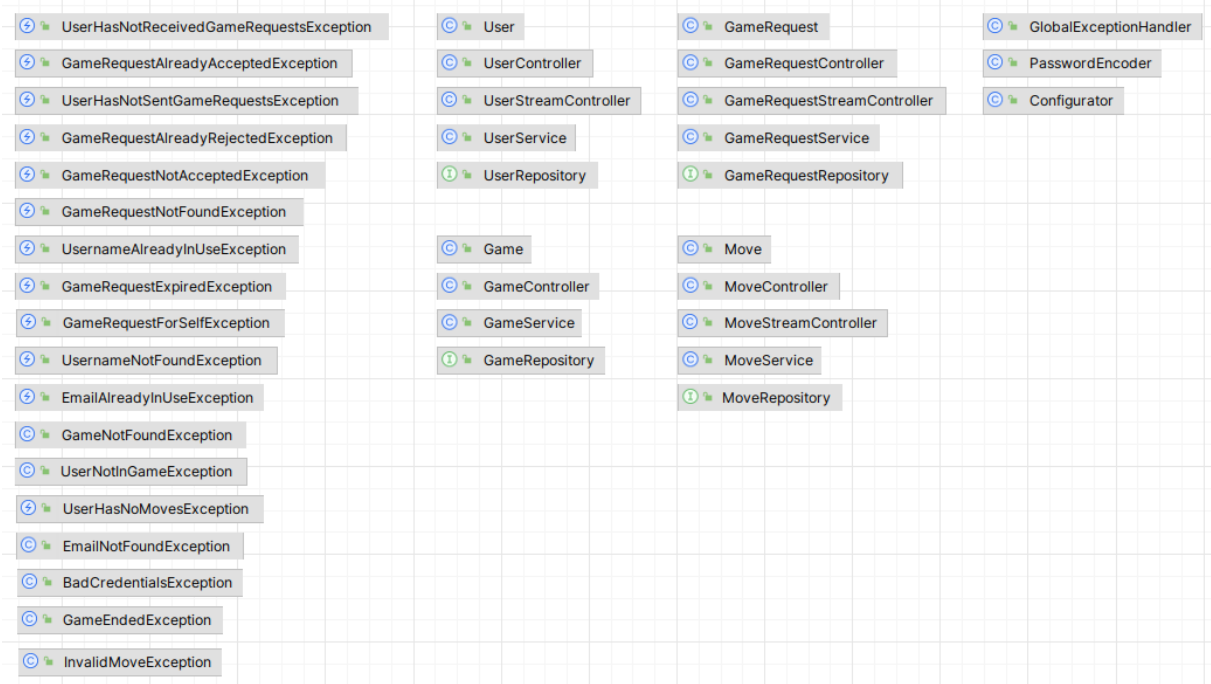 UserHasNotReceivedGameRequestsException
GameRequestAlreadyAcceptedException
UserHasNotSentGameRequestsException
GameRequestAlreadyRejectedException
GameRequestNotAcceptedException
GameRequestNotFoundException
UsernameAlreadyInUseException
GameRequestExpiredException
GameRequestForSelfException
UsernameNotFoundException
EmailAlreadyInUseException
GameNotFoundException
UserNotInGameException
UserHasNoMovesException
EmailNotFoundException
BadCredentialsException
GameEndedException
InvalidMoveException
User
UserController
UserStreamController
UserService
UserRepository
Game
GameController
GameService
GameRepository
GameRequest
GameRequestController
GameRequestStreamController
GameRequestService
GameRequestRepository
Move
MoveController
MoveStreamController
MoveService
MoveRepository
GlobalExceptionHandler
PasswordEncoder
Configurator